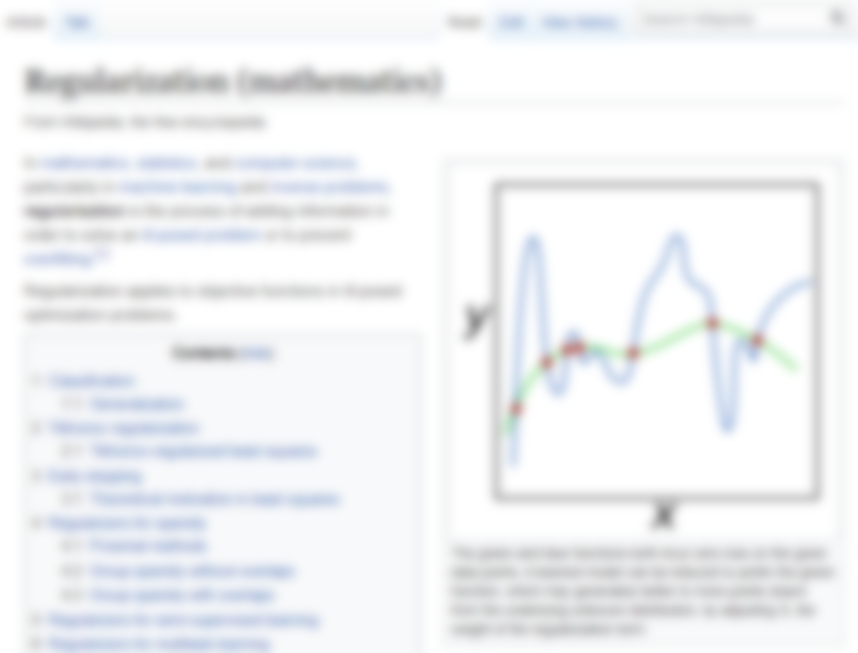 Article Talk Read Edit View history Search Wikipedia
Regularization (mathematics)
From Wikipedia, the free encyclopedia
In mathematics, statistics, and computer science,
particularly in machine learning and inverse problems,
regularization is the process of adding information in
order to solve an ill-posed problem or to prevent
overfitting.
Regularization applies to objective functions in ill-posed
optimization problems.
Contents [hide]
1 Classification
1.1 Generalization
2 Tikhonov regularization
2.1 Tikhonov-regularized least squares
3 Early stopping
3.1 Theoretical motivation in least squares
4 Regularizers for sparsity
4.1 Proximal methods
4.2 Group sparsity without overlaps
4.3 Group sparsity with overlaps
5 Regularizers for semi-supervised learning
6 Regularizers for multitask learning
y
x
The green and blue functions both incur zero loss on the given
data points. A learned model can be induced to prefer the green
function, which may generalize better to more points drawn
from the underlying unknown distribution, by adjusting the
weight of the regularization term.